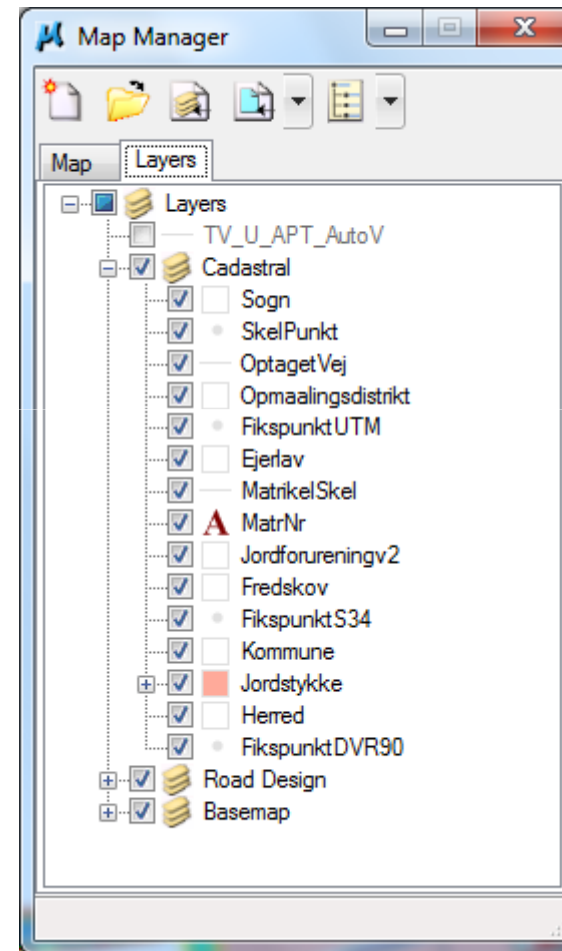 Map Manager
Map Layers
Layers
TV_U_APT_AutoV
Cadastral
Sogn
SkelPunkt
OptagetVej
Opmaalingsdistrikt
FikspunktUTM
Ejerlav
MatrikelSkel
A MatrNr
Jordforureningv2
Fredskov
FikspunktS34
Kommune
Jordstykke
Herred
FikspunktDVR90
Road Design
Basemap